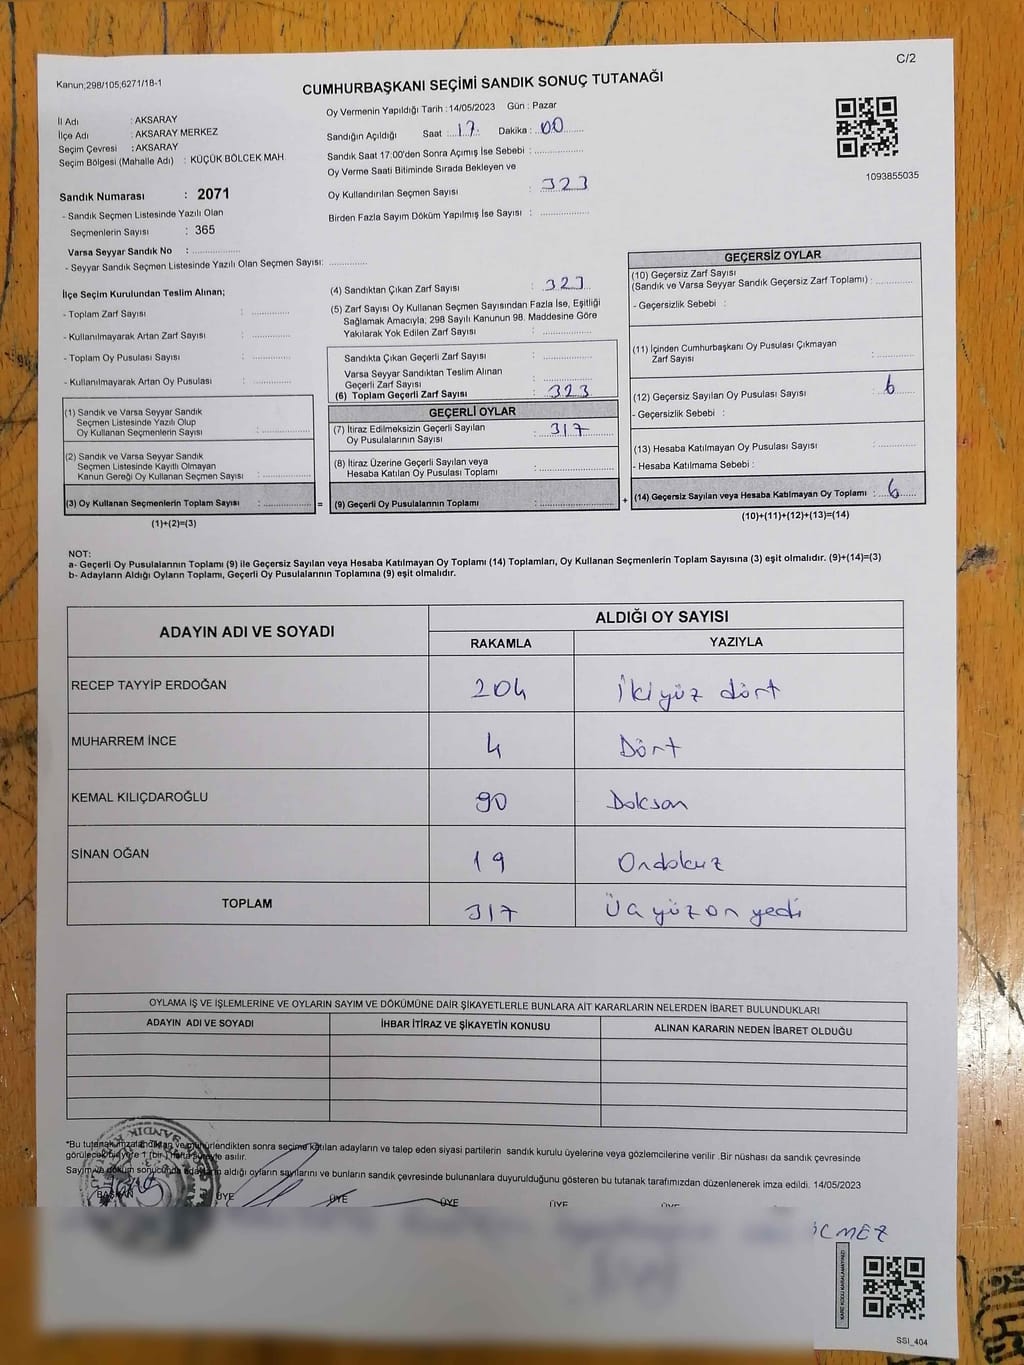 C/2
Kanun;298/105;6271/18-1
CUMHURBAŞKANI SEÇİMİ SANDIK SONUÇ TUTANAĞI
İl Adı : AKSARAY
İlçe Adı : AKSARAY MERKEZ
Seçim Çevresi : AKSARAY
Seçim Bölgesi (Mahalle Adı) : KÜÇÜK BÖLCEK MAH.
Sandık Numarası : 2071
- Sandık Seçmen Listesinde Yazılı Olan
Seçmenlerin Sayısı : 365
Varsa Seyyar Sandık No :
- Seyyar Sandık Seçmen Listesinde Yazılı Olan Seçmen Sayısı:
Oy Vermenin Yapıldığı Tarih : 14/05/2023 Gün : Pazar
Sandığın Açıldığı Saat : 17 Dakika : 00
Sandık Saat 17:00'den Sonra Açımış İse Sebebi :
Oy Verme Saati Bitiminde Sırada Bekleyen ve
Oy Kullandırılan Seçmen Sayısı : 323
Birden Fazla Sayım Döküm Yapılmış İse Sayısı :
1093855035
İlçe Seçim Kurulundan Teslim Alınan;
- Toplam Zarf Sayısı :
- Kullanılmayarak Artan Zarf Sayısı :
- Toplam Oy Pusulası Sayısı :
- Kullanılmayarak Artan Oy Pusulası :
(1) Sandık ve Varsa Seyyar Sandık
Seçmen Listesinde Yazılı Olup
Oy Kullanan Seçmenlerin Sayısı :
(2) Sandık ve Varsa Seyyar Sandık
Seçmen Listesinde Kayıtlı Olmayan
Kanun Gereği Oy Kullanan Seçmen Sayısı :
(3) Oy Kullanan Seçmenlerin Toplam Sayısı : =
(1)+(2)=(3)
(4) Sandıktan Çıkan Zarf Sayısı : 323
(5) Zarf Sayısı Oy Kullanan Seçmen Sayısından Fazla İse, Eşitliği
Sağlamak Amacıyla, 298 Sayılı Kanunun 98. Maddesine Göre
Yakılarak Yok Edilen Zarf Sayısı :
Sandıkta Çıkan Geçerli Zarf Sayısı :
Varsa Seyyar Sandıktan Teslim Alınan
Geçerli Zarf Sayısı :
(6) Toplam Geçerli Zarf Sayısı : 323
GEÇERLİ OYLAR
(7) İtiraz Edilmeksizin Geçerli Sayılan
Oy Pusulalarının Sayısı : 317
(8) İtiraz Üzerine Geçerli Sayılan veya
Hesaba Katılan Oy Pusulası Toplamı :
(9) Geçerli Oy Pusulalarının Toplamı : +
GEÇERSİZ OYLAR
(10) Geçersiz Zarf Sayısı
(Sandık ve Varsa Seyyar Sandık Geçersiz Zarf Toplamı) :
- Geçersizlik Sebebi :
(11) İçinden Cumhurbaşkanı Oy Pusulası Çıkmayan
Zarf Sayısı :
(12) Geçersiz Sayılan Oy Pusulası Sayısı : 6
- Geçersizlik Sebebi :
(13) Hesaba Katılmayan Oy Pusulası Sayısı :
- Hesaba Katılmama Sebebi :
(14) Geçersiz Sayılan veya Hesaba Katılmayan Oy Toplamı : 6
(10)+(11)+(12)+(13)=(14)
NOT:
a- Geçerli Oy Pusulalarının Toplamı (9) ile Geçersiz Sayılan veya Hesaba Katılmayan Oy Toplamı (14) Toplamları, Oy Kullanan Seçmenlerin Toplam Sayısına (3) eşit olmalıdır. (9)+(14)=(3)
b- Adayların Aldığı Oyların Toplamı, Geçerli Oy Pusulalarının Toplamına (9) eşit olmalıdır.
ADAYIN ADI VE SOYADI ALDIĞI OY SAYISI
RAKAMLA YAZIYLA
RECEP TAYYİP ERDOĞAN 204 İkiyüz dört
MUHARREM İNCE 4 Dört
KEMAL KILIÇDAROĞLU 90 Doksan
SİNAN OĞAN 19 Ondokuz
TOPLAM 317 Üçyüzon yedi
OYLAMA İŞ VE İŞLEMLERİNE VE OYLARIN SAYIM VE DÖKÜMÜNE DAİR ŞİKAYETLERLE BUNLARA AİT KARARLARIN NELERDEN İBARET BULUNDUKLARI
ADAYIN ADI VE SOYADI İHBAR İTİRAZ VE ŞİKAYETİN KONUSU ALINAN KARARIN NEDEN İBARET OLDUĞU
*Bu tutanak imzalandıktan ve mühürlendikten sonra seçime katılan adayların ve talep eden siyasi partilerin sandık kurulu üyelerine veya gözlemcilerine verilir .Bir nüshası da sandık çevresinde
görülecek bir yere 1 (bir) hafta süreyle asılır.
Sayım ve döküm sonucunda adayların aldığı oyların sayılarını ve bunların sandık çevresinde bulunanlara duyurulduğunu gösteren bu tutanak tarafımızdan düzenlenerek imza edildi. 14/05/2023
BAŞKAN ÜYE ÜYE ÜYE ÜYE ÜYE
SSI_404